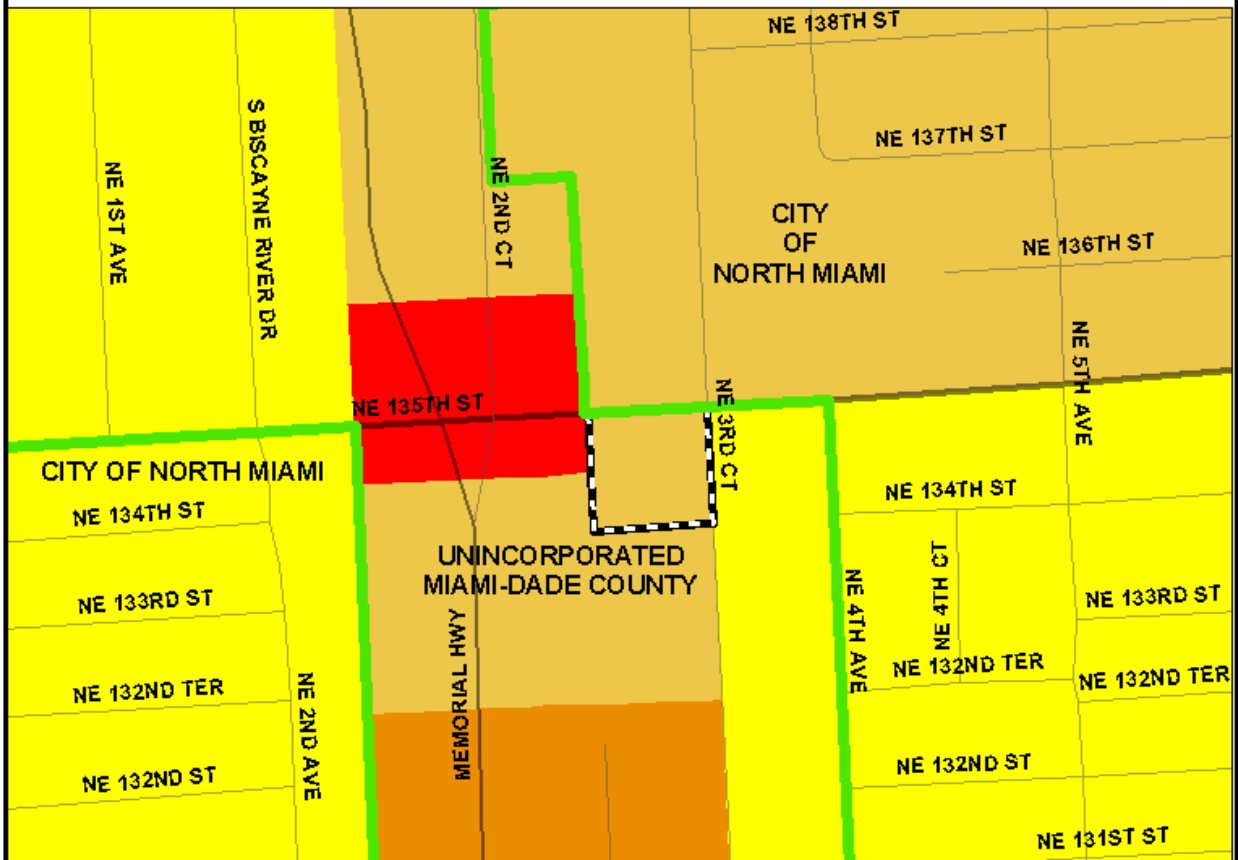 NE 138TH ST
NE 137TH ST
S BISCAYNE RIVER DR
NE 1ST AVE
NE 2ND CT
CITY
OF
NORTH MIAMI
NE 136TH ST
NE 5TH AVE
NE 135TH ST
NE 3RD CT
CITY OF NORTH MIAMI
NE 134TH ST
NE 134TH ST
UNINCORPORATED
MIAMI-DADE COUNTY
NE 4TH CT
NE 4TH AVE
NE 133RD ST
NE 133RD ST
MEMORIAL HWY
NE 132ND TER
NE 132ND TER
NE 132ND TER
NE 2ND AVE
NE 132ND ST
NE 132ND ST
NE 131ST ST